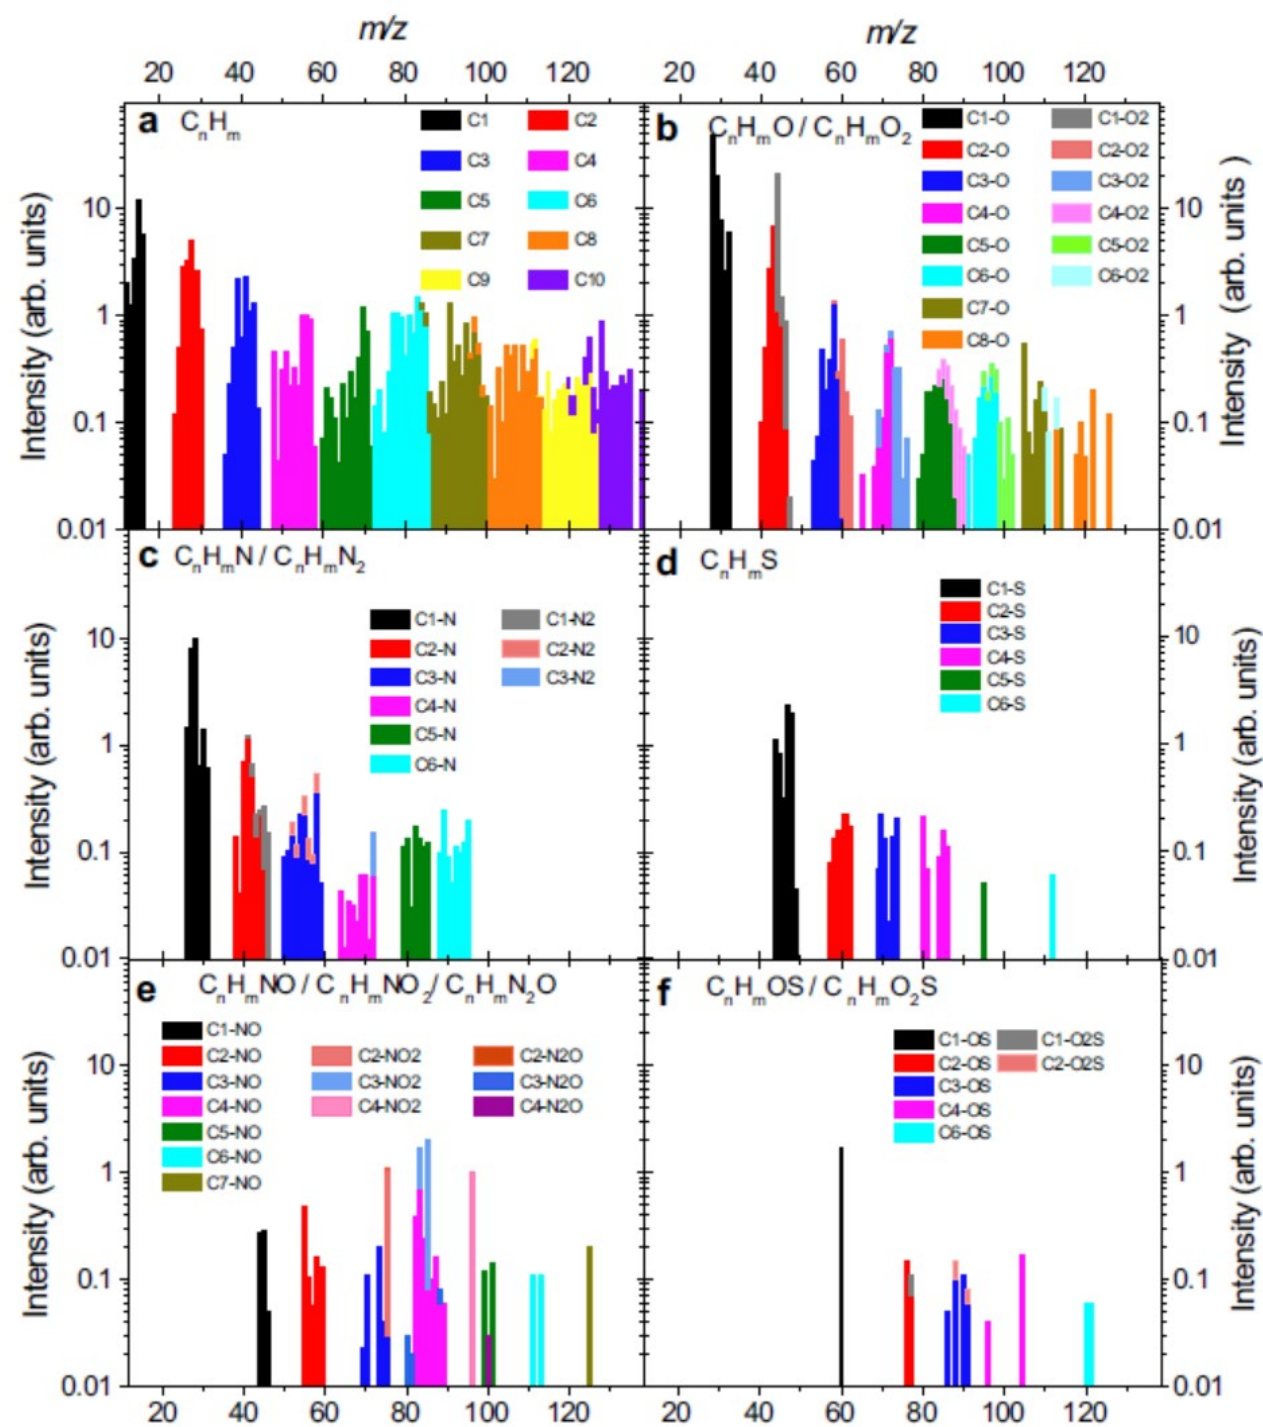 m/z m/z
20 40 60 80 100 120 20 40 60 80 100 120
a CnHm
C1 C2
C3 C4
C5 C6
C7 C8
C9 C10
b CnHmO / CnHmO2
C1-O C1-O2
C2-O C2-O2
C3-O C3-O2
C4-O C4-O2
C5-O C5-O2
C6-O C6-O2
C7-O
C8-O
Intensity (arb. units)
10
1
0.1
0.01
Intensity (arb. units)
10
1
0.1
0.01
c CnHmN / CnHmN2
C1-N C1-N2
C2-N C2-N2
C3-N C3-N2
C4-N
C5-N
C6-N
d CnHmS
C1-S
C2-S
C3-S
C4-S
C5-S
C6-S
Intensity (arb. units)
10
1
0.1
0.01
Intensity (arb. units)
10
1
0.1
0.01
e CnHmNO / CnHmNO2/ CnHmN2O
C1-NO
C2-NO C2-NO2 C2-N2O
C3-NO C3-NO2 C3-N2O
C4-NO C4-NO2 C4-N2O
C5-NO
C6-NO
C7-NO
f CnHmOS / CnHmO2S
C1-OS C1-O2S
C2-OS C2-O2S
C3-OS
C4-OS
C6-OS
Intensity (arb. units)
10
1
0.1
0.01
Intensity (arb. units)
10
1
0.1
0.01
20 40 60 80 100 120 20 40 60 80 100 120